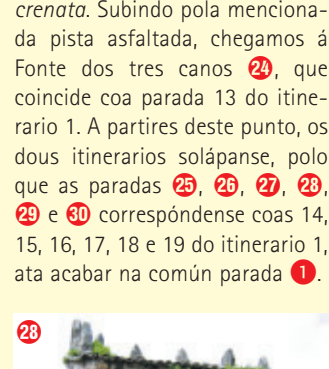 crenata. Subindo pola menciona-
da pista asfaltada, chegamos á
Fonte dos tres canos 24, que
coincide coa parada 13 do itine-
rario 1. A partires deste punto, os
dous itinerarios solápanse, polo
que as paradas 25, 26, 27, 28,
29 e 30 correspóndense coas 14,
15, 16, 17, 18 e 19 do itinerario 1,
ata acabar na común parada 1.
28